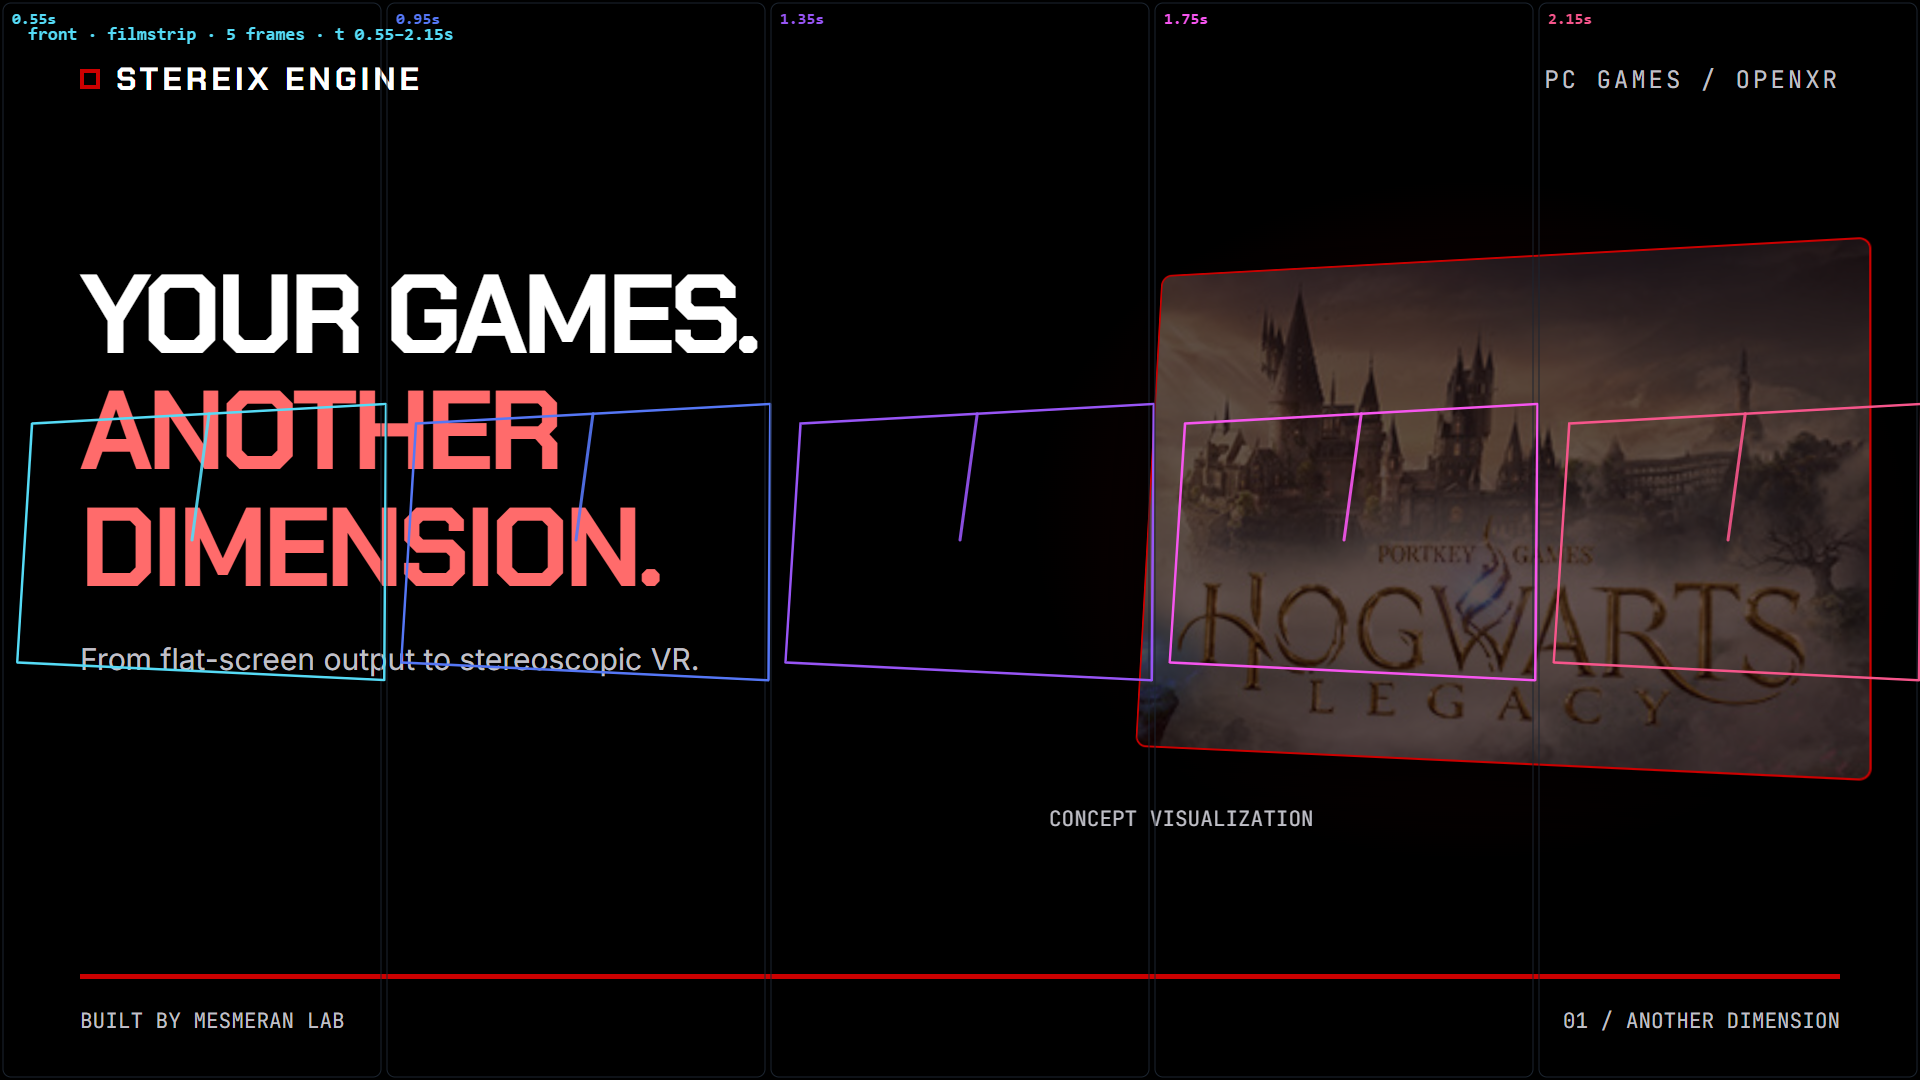 0.55s
0.95s
1.35s
1.75s
2.15s
front · filmstrip · 5 frames · t 0.55–2.15s
STEREIX ENGINE
PC GAMES / OPENXR
YOUR GAMES.
ANOTHER
DIMENSION.
From flat-screen output to stereoscopic VR.
PORTKEY GAMES
HOGWARTS
LEGACY
CONCEPT VISUALIZATION
BUILT BY MESMERAN LAB
01 / ANOTHER DIMENSION